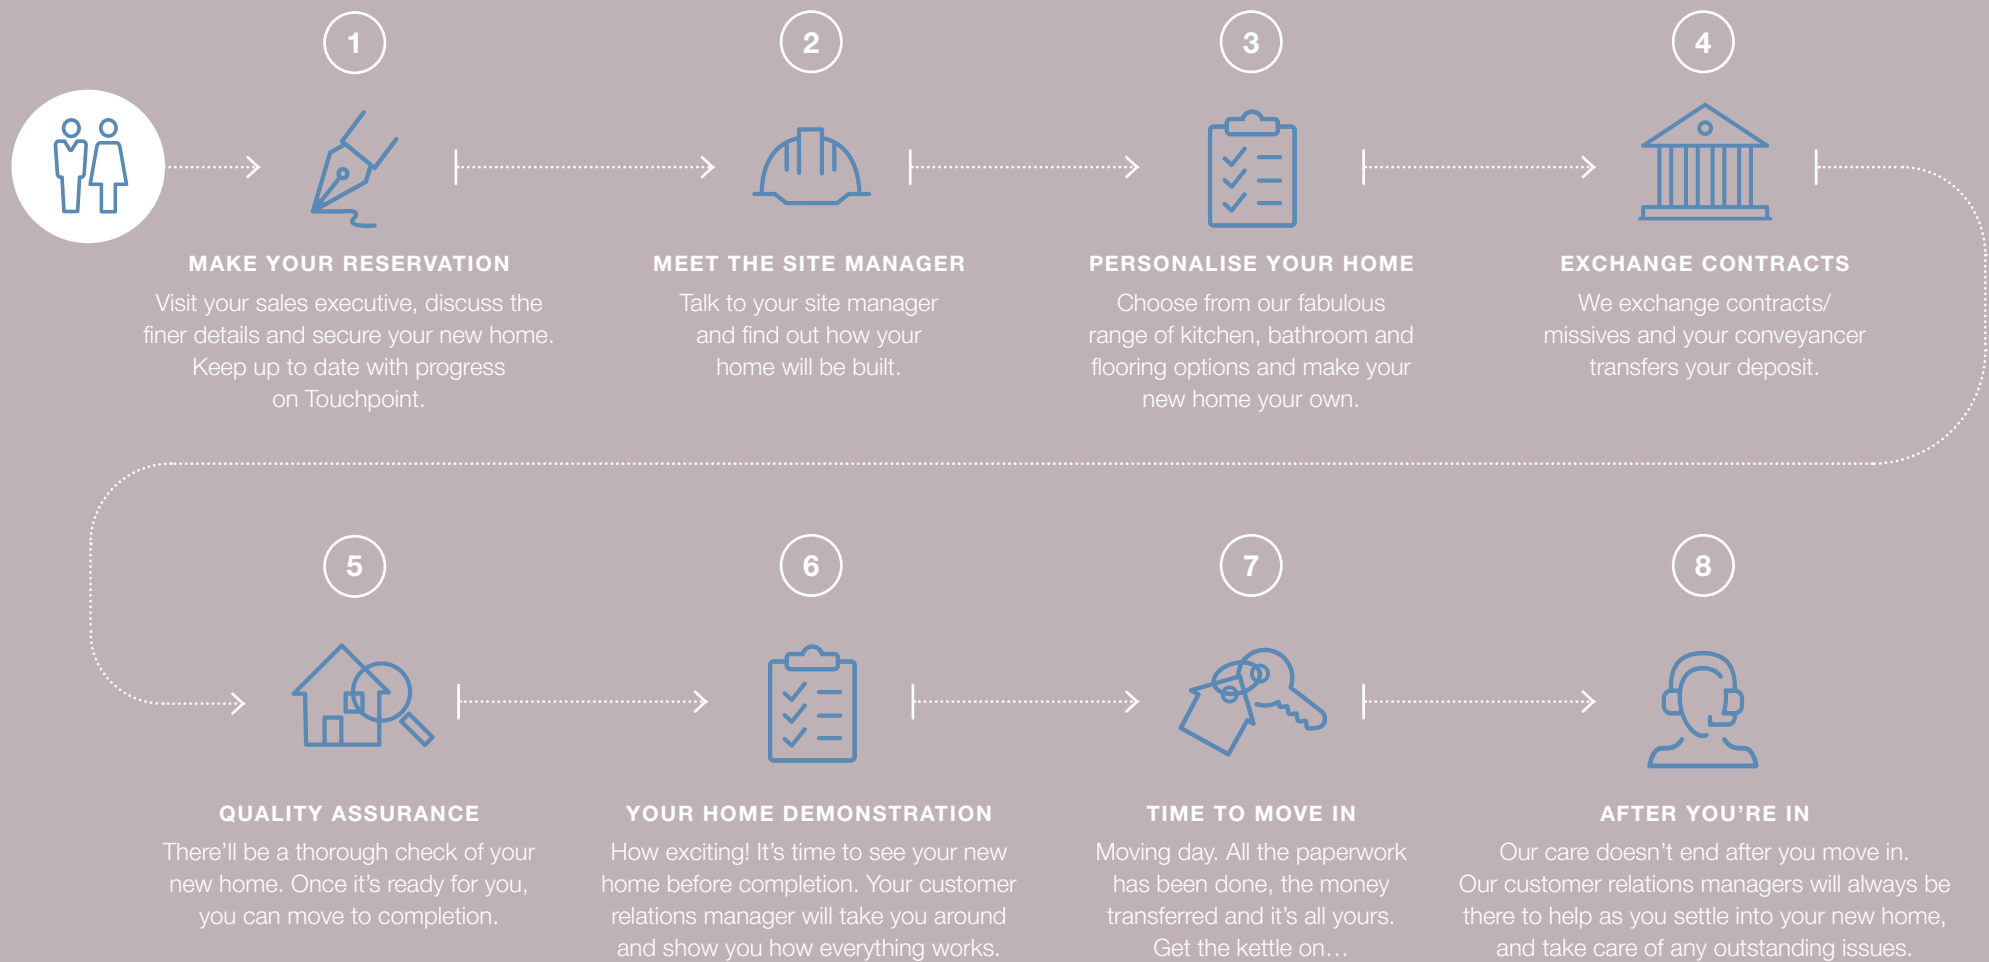 1
MAKE YOUR RESERVATION
Visit your sales executive, discuss the
finer details and secure your new home.
Keep up to date with progress
on Touchpoint.
2
MEET THE SITE MANAGER
Talk to your site manager
and find out how your
home will be built.
3
PERSONALISE YOUR HOME
Choose from our fabulous
range of kitchen, bathroom and
flooring options and make your
new home your own.
4
EXCHANGE CONTRACTS
We exchange contracts/
missives and your conveyancer
transfers your deposit.
5
QUALITY ASSURANCE
There’ll be a thorough check of your
new home. Once it’s ready for you,
you can move to completion.
6
YOUR HOME DEMONSTRATION
How exciting! It’s time to see your new
home before completion. Your customer
relations manager will take you around
and show you how everything works.
7
TIME TO MOVE IN
Moving day. All the paperwork
has been done, the money
transferred and it’s all yours.
Get the kettle on…
8
AFTER YOU’RE IN
Our care doesn’t end after you move in.
Our customer relations managers will always be
there to help as you settle into your new home,
and take care of any outstanding issues.